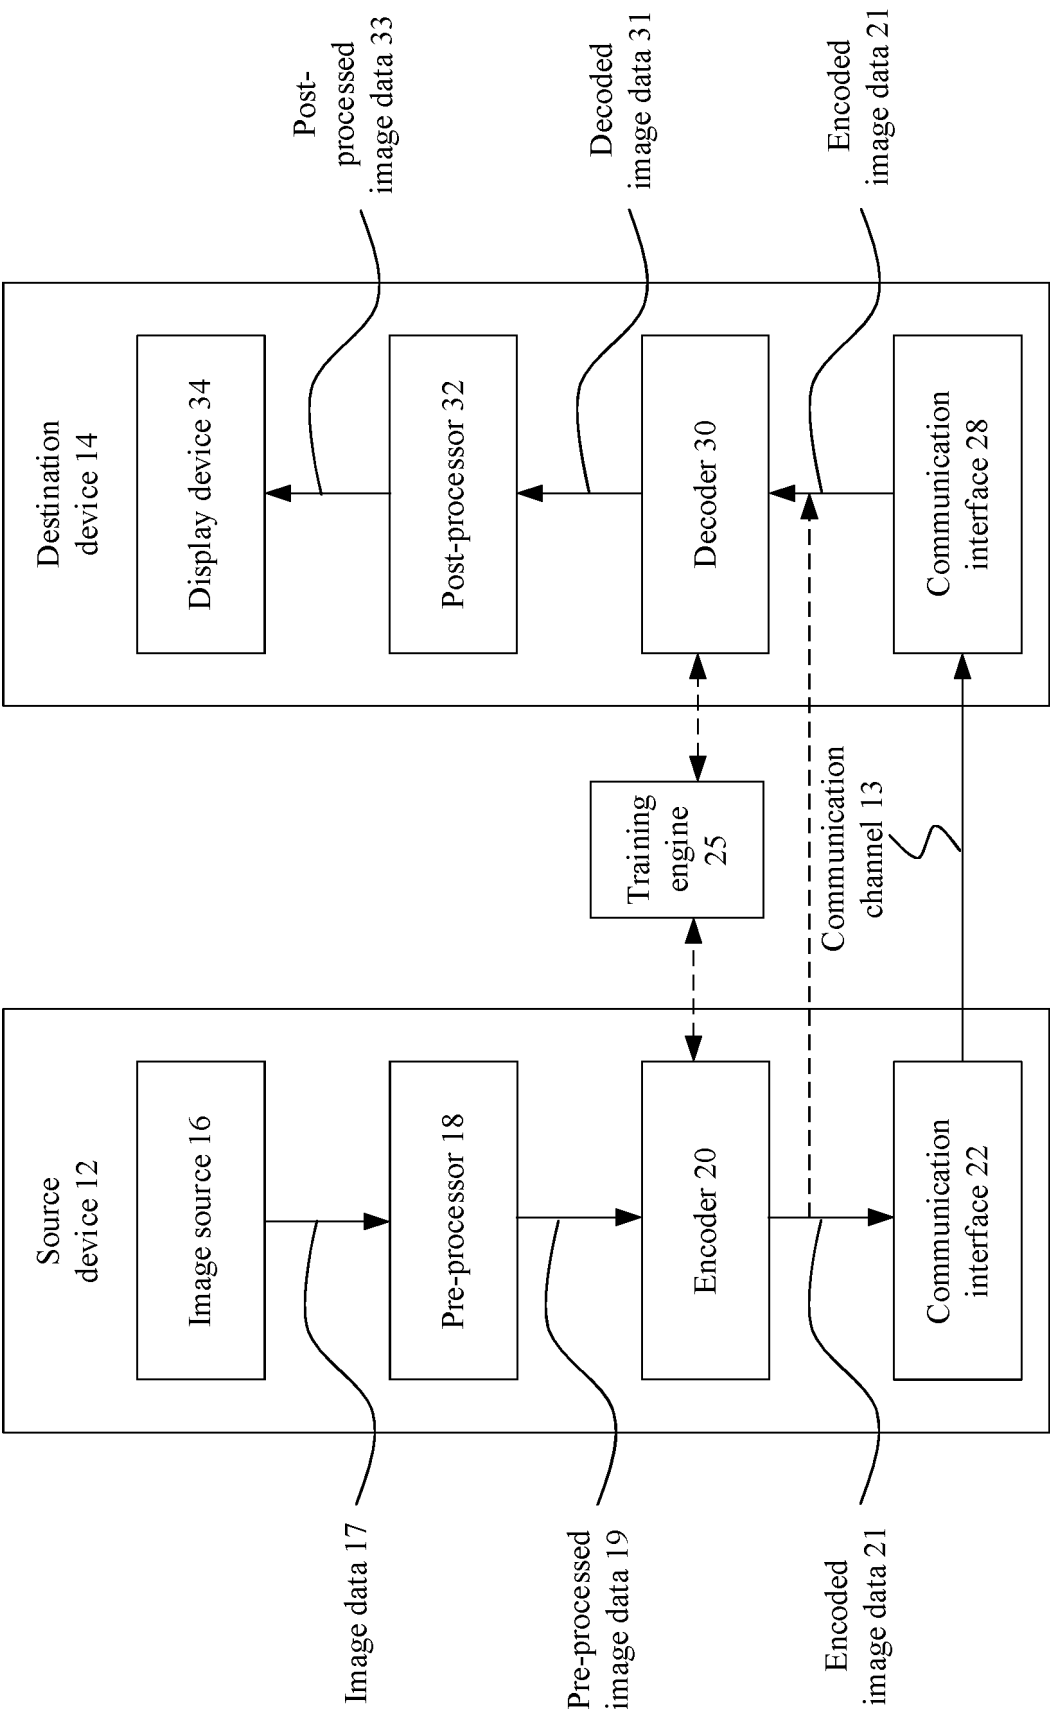 Source
device 12
Image source 16
Image data 17
Pre-processor 18
Pre-processed
image data 19
Encoder 20
Encoded
image data 21
Communication
interface 22
Training
engine
25
Communication
channel 13
Destination
device 14
Display device 34
Post-
processed
image data 33
Post-processor 32
Decoded
image data 31
Decoder 30
Encoded
image data 21
Communication
interface 28